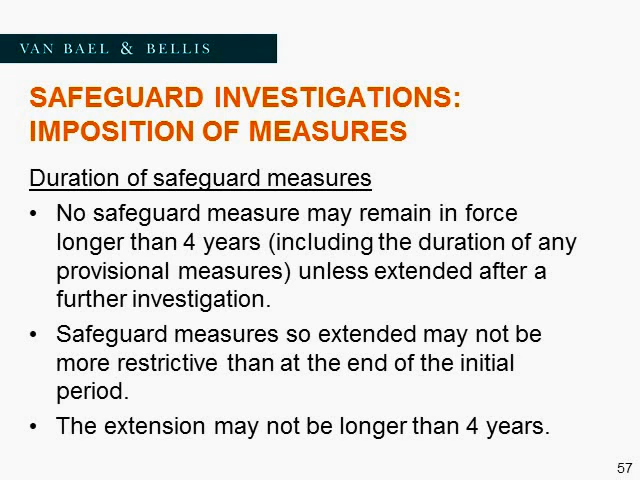 VAN BAEL & BELLIS
SAFEGUARD INVESTIGATIONS:
IMPOSITION OF MEASURES
Duration of safeguard measures
• No safeguard measure may remain in force
longer than 4 years (including the duration of any
provisional measures) unless extended after a
further investigation.
• Safeguard measures so extended may not be
more restrictive than at the end of the initial
period.
• The extension may not be longer than 4 years.
57